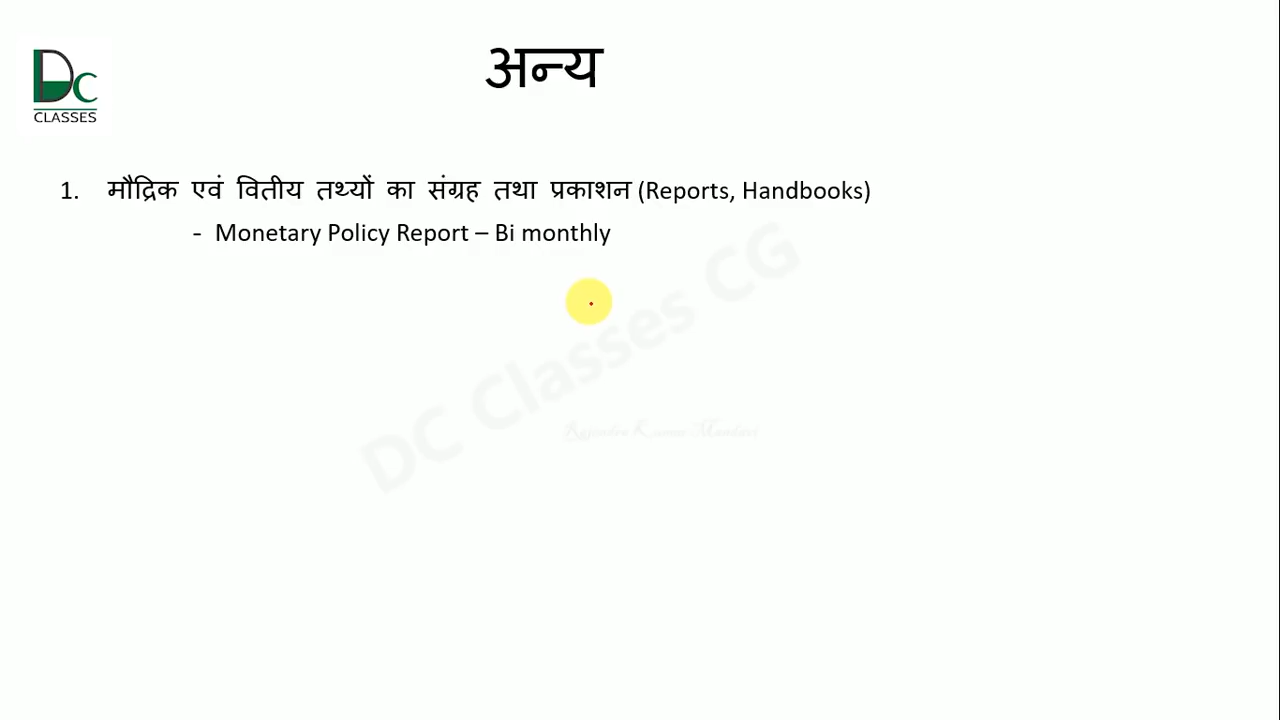 अन्य
DC
CLASSES
1. मौद्रिक एवं वितीय तथ्यों का संग्रह तथा प्रकाशन (Reports, Handbooks)
- Monetary Policy Report – Bi monthly
DC Classes CG